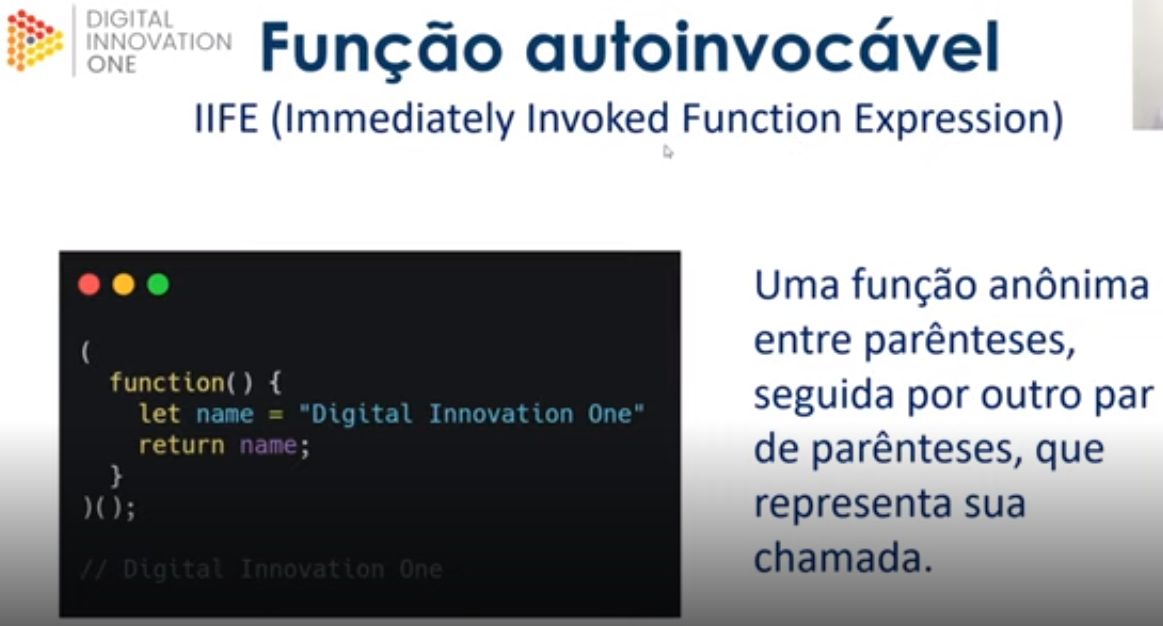 DIGITAL
INNOVATION
ONE
Função autoinvocável
IIFE (Immediately Invoked Function Expression)
(
function() {
let name = "Digital Innovation One"
return name;
}
)();
// Digital Innovation One
Uma função anônima
entre parênteses,
seguida por outro par
de parênteses, que
representa sua
chamada.